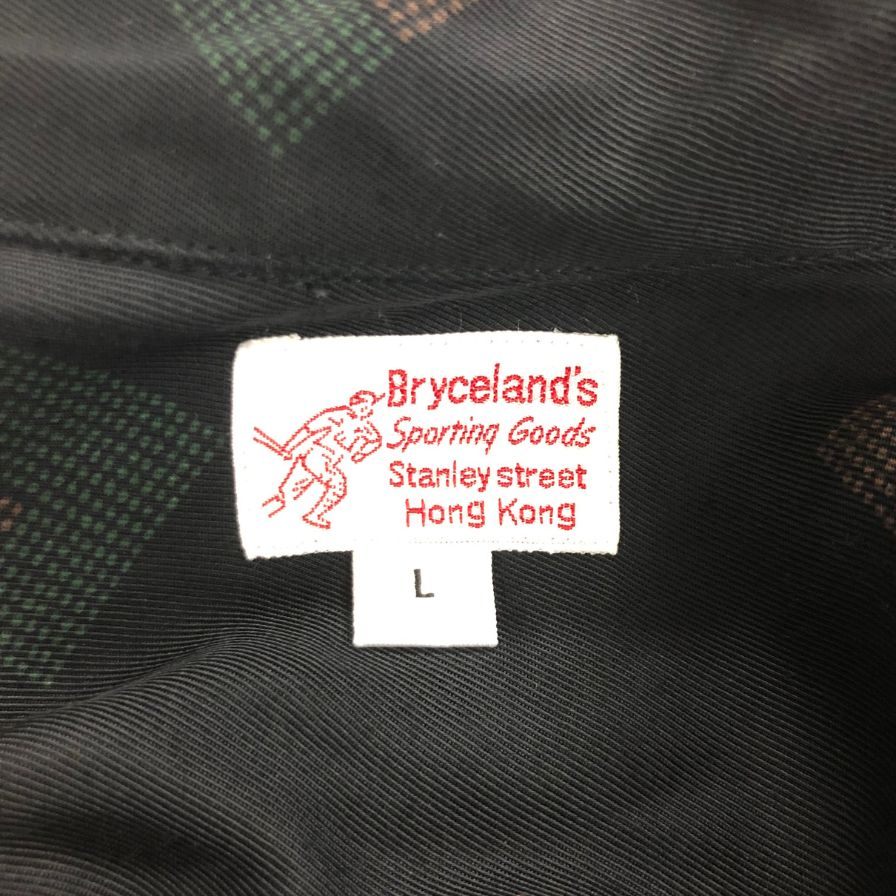 Bryceland's
Sporting Goods
Stanley street
Hong Kong
L